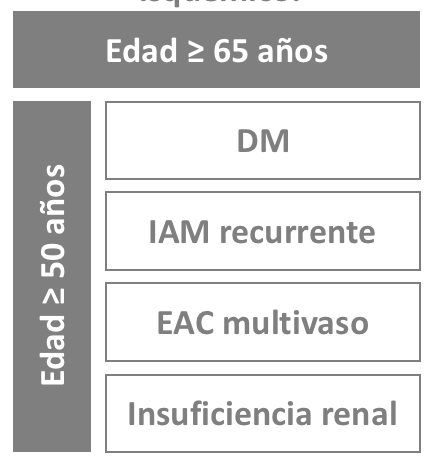 Edad ≥ 65 años
Edad ≥ 50 años
DM
IAM recurrente
EAC multivaso
Insuficiencia renal